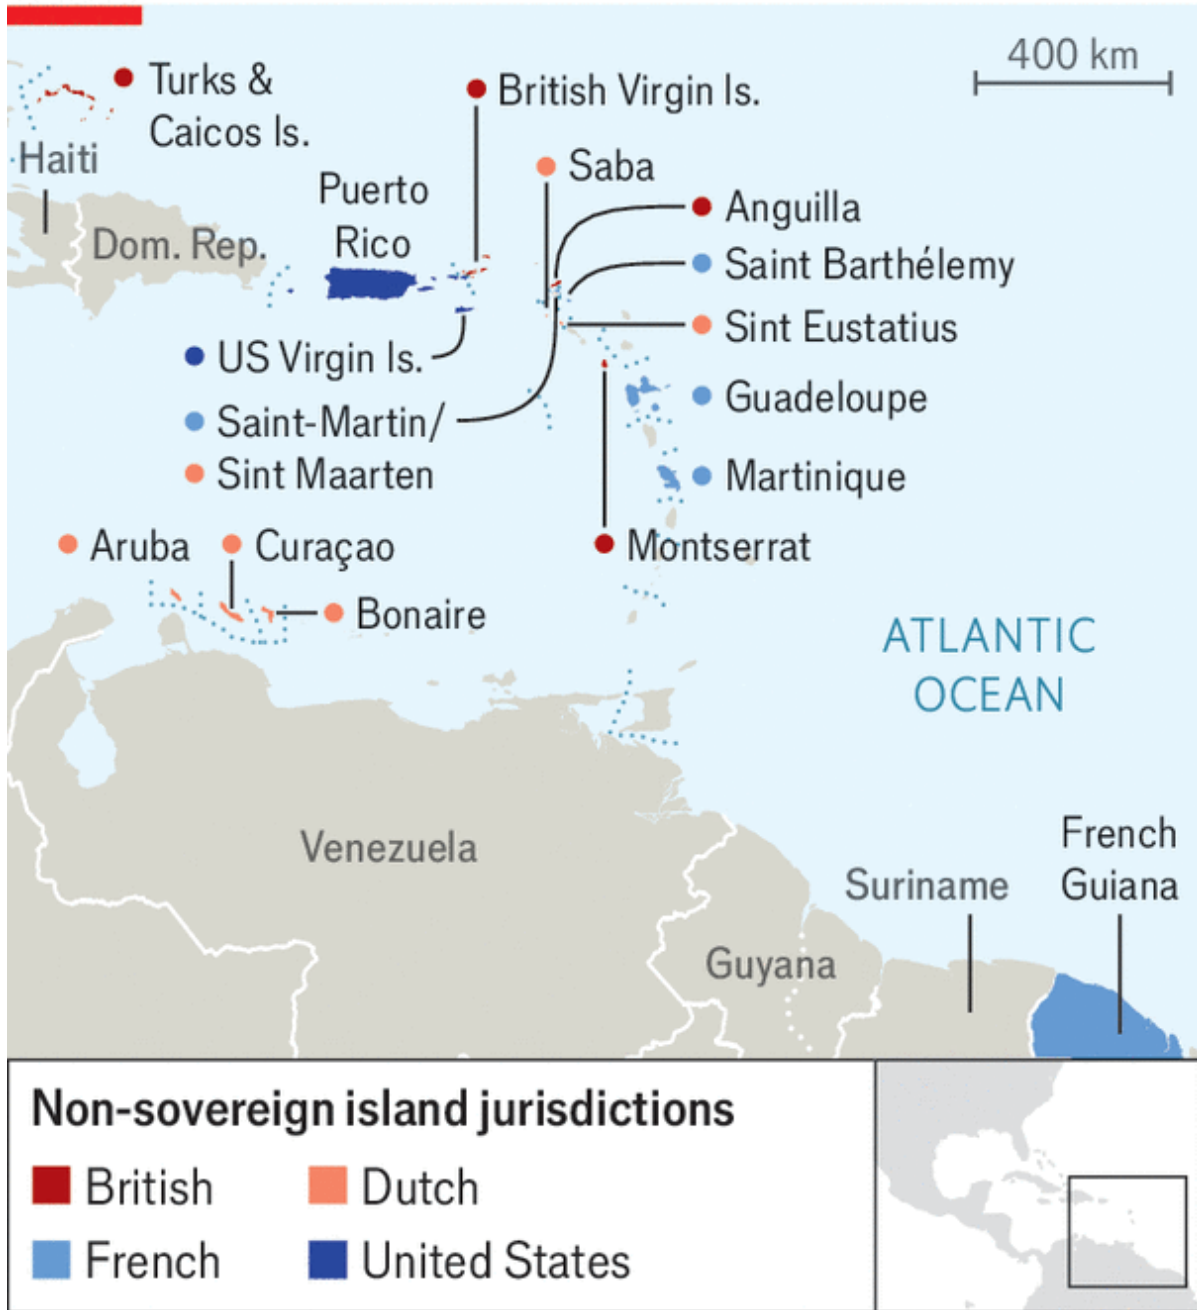 400 km
Turks &
Caicos Is.
British Virgin Is.
Haiti
Saba
Puerto
Rico
Anguilla
Dom. Rep.
Saint Barthélemy
Sint Eustatius
US Virgin Is.
Guadeloupe
Saint-Martin/
Sint Maarten
Martinique
Aruba
Curaçao
Montserrat
Bonaire
ATLANTIC
OCEAN
Venezuela
French
Guiana
Suriname
Guyana
Non-sovereign island jurisdictions
British
Dutch
French
United States